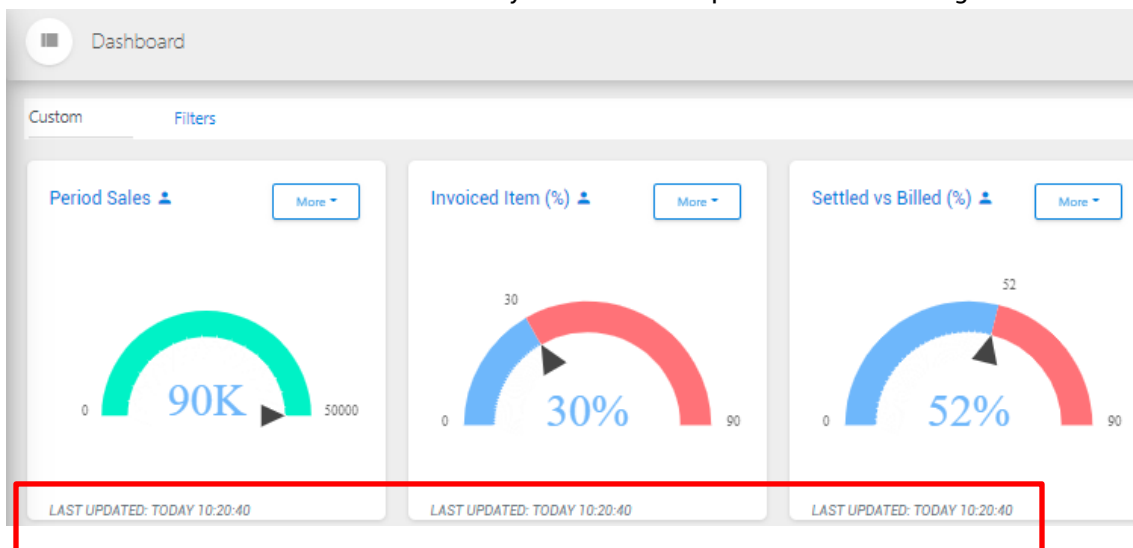 Dashboard
Custom Filters
Period Sales More
0 90K 50000
LAST UPDATED: TODAY 10:20:40
Invoiced Item (%) More
30
0 30% 90
LAST UPDATED: TODAY 10:20:40
Settled vs Billed (%) More
52
0 52% 90
LAST UPDATED: TODAY 10:20:40